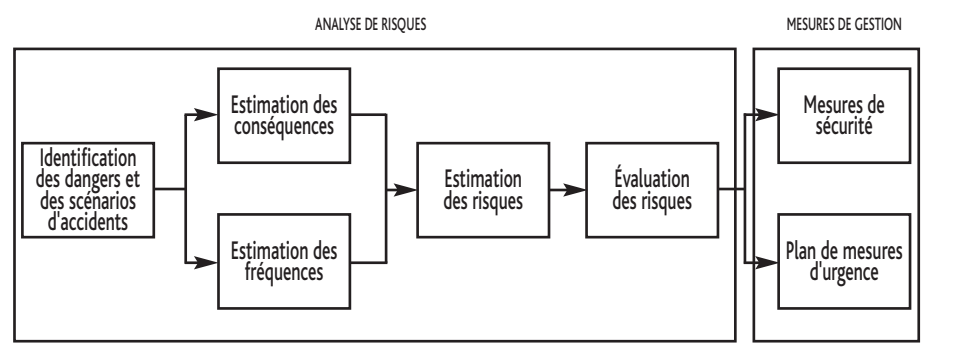 ANALYSE DE RISQUES
MESURES DE GESTION
Identification
des dangers et
des scénarios
d'accidents
Estimation des
conséquences
Estimation des
fréquences
Estimation
des risques
Évaluation
des risques
Mesures de
sécurité
Plan de mesures
d'urgence